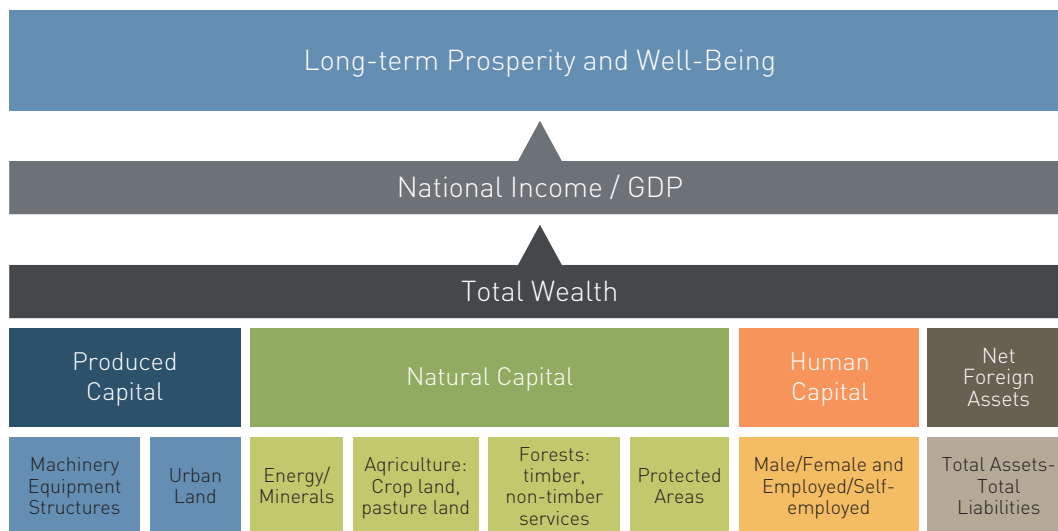 Long-term Prosperity and Well-Being
National Income / GDP
Total Wealth
Produced
Capital
Natural Capital
Human
Capital
Net
Foreign
Assets
Machinery
Equipment
Structures
Urban
Land
Energy/
Minerals
Aqriculture:
Crop land,
pasture land
Forests:
timber,
non-timber
services
Protected
Areas
Male/Female and
Employed/Self-
employed
Total Assets-
Total
Liabilities